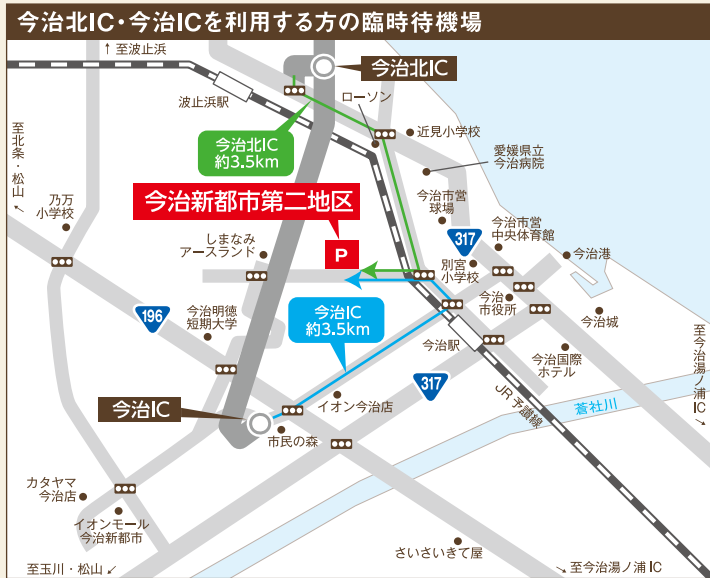 今治北IC・今治ICを利用する方の臨時待機場
↑至波止浜
今治北IC
波止浜駅
ローソン
近見小学校
至北条・松山↙
今治北IC
約3.5km
愛媛県立
今治病院
乃万
小学校
今治新都市第二地区
今治市営
球場
今治市営
中央体育館
しまなみ
アースランド
P
317
今治港
別宮
小学校
196
今治明徳
短期大学
今治IC
約3.5km
今治
市役所
今治城
今治駅
今治国際
ホテル
至今治湯ノ浦IC↘
今治IC
イオン今治店
317
JR予讃線
蒼社川
市民の森
カタヤマ
今治店
イオンモール
今治新都市
さいさいきて屋
至玉川・松山↙
↘至今治湯ノ浦IC